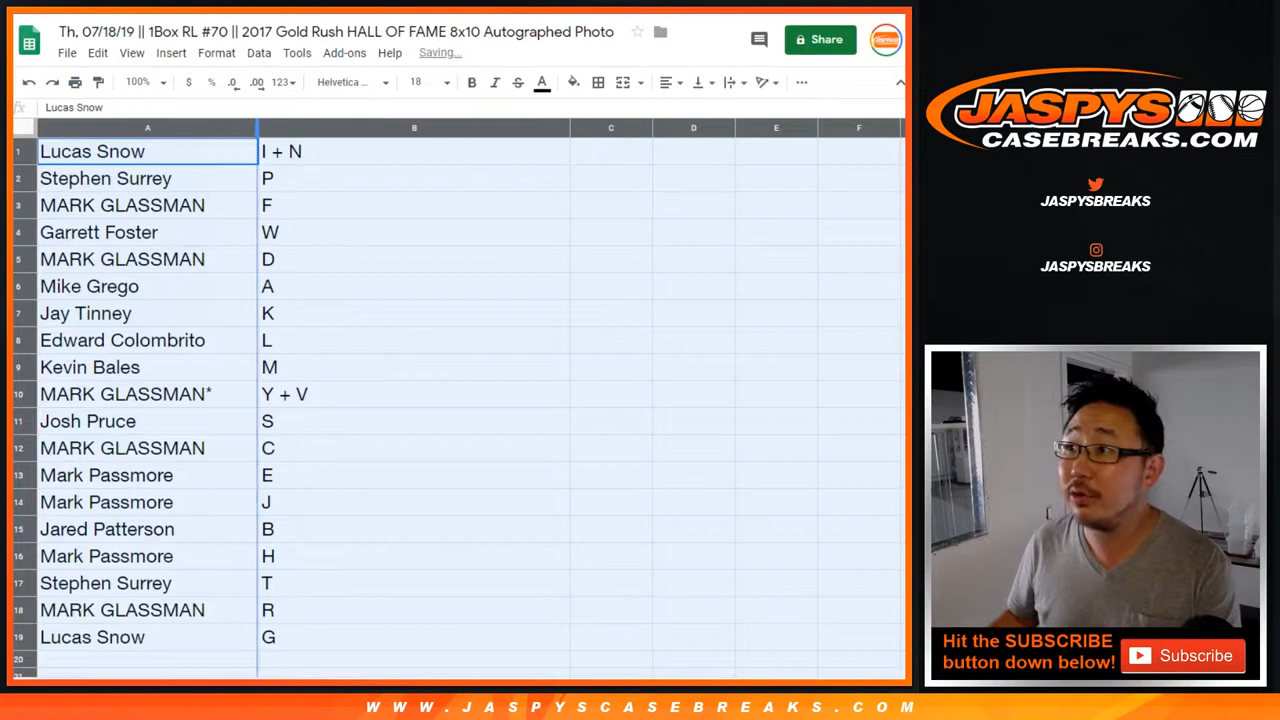 Th, 07/18/19 || 1Box RL #70 || 2017 Gold Rush HALL OF FAME 8x10 Autographed Photo
File Edit View Insert Format Data Tools Add-ons Help Saving...
Share
100% $ % .0 .00 123 Helvetica ... 18 B I S A
fx Lucas Snow
A B C D E F
1 Lucas Snow I + N
2 Stephen Surrey P
3 MARK GLASSMAN F
4 Garrett Foster W
5 MARK GLASSMAN D
6 Mike Grego A
7 Jay Tinney K
8 Edward Colombrito L
9 Kevin Bales M
10 MARK GLASSMAN* Y + V
11 Josh Pruce S
12 MARK GLASSMAN C
13 Mark Passmore E
14 Mark Passmore J
15 Jared Patterson B
16 Mark Passmore H
17 Stephen Surrey T
18 MARK GLASSMAN R
19 Lucas Snow G
20
JASPYS
CASEBREAKS.COM
JASPYSBREAKS
JASPYSBREAKS
Hit the SUBSCRIBE
button down below!
Subscribe
WWW.JASPYSCASEBREAKS.COM